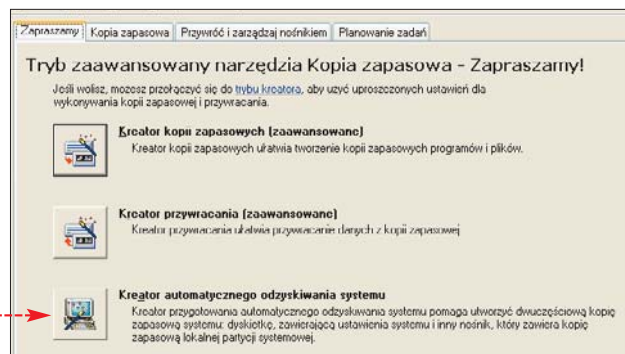 Zapraszamy Kopia zapasowa Przywróć i zarządzaj nośnikiem Planowanie zadań
Tryb zaawansowany narzędzia Kopia zapasowa - Zapraszamy!
Jeśli wolisz, możesz przełączyć się do trybu kreatora, aby użyć uproszczonych ustawień dla
wykonywania kopii zapasowej i przywracania.
Kreator kopii zapasowych (zaawansowane)
Kreator kopii zapasowych ułatwia tworzenie kopii zapasowych programów i plików.
Kreator przywracania (zaawansowane)
Kreator przywracania ułatwia przywracanie danych z kopii zapasowej
Kreator automatycznego odzyskiwania systemu
Kreator przygotowania automatycznego odzyskiwania systemu pomaga utworzyć dwuczęściową kopię
zapasową systemu: dyskietkę, zawierającą ustawienia systemu i inny nośnik, który zawiera kopię
zapasową lokalnej partycji systemowej.